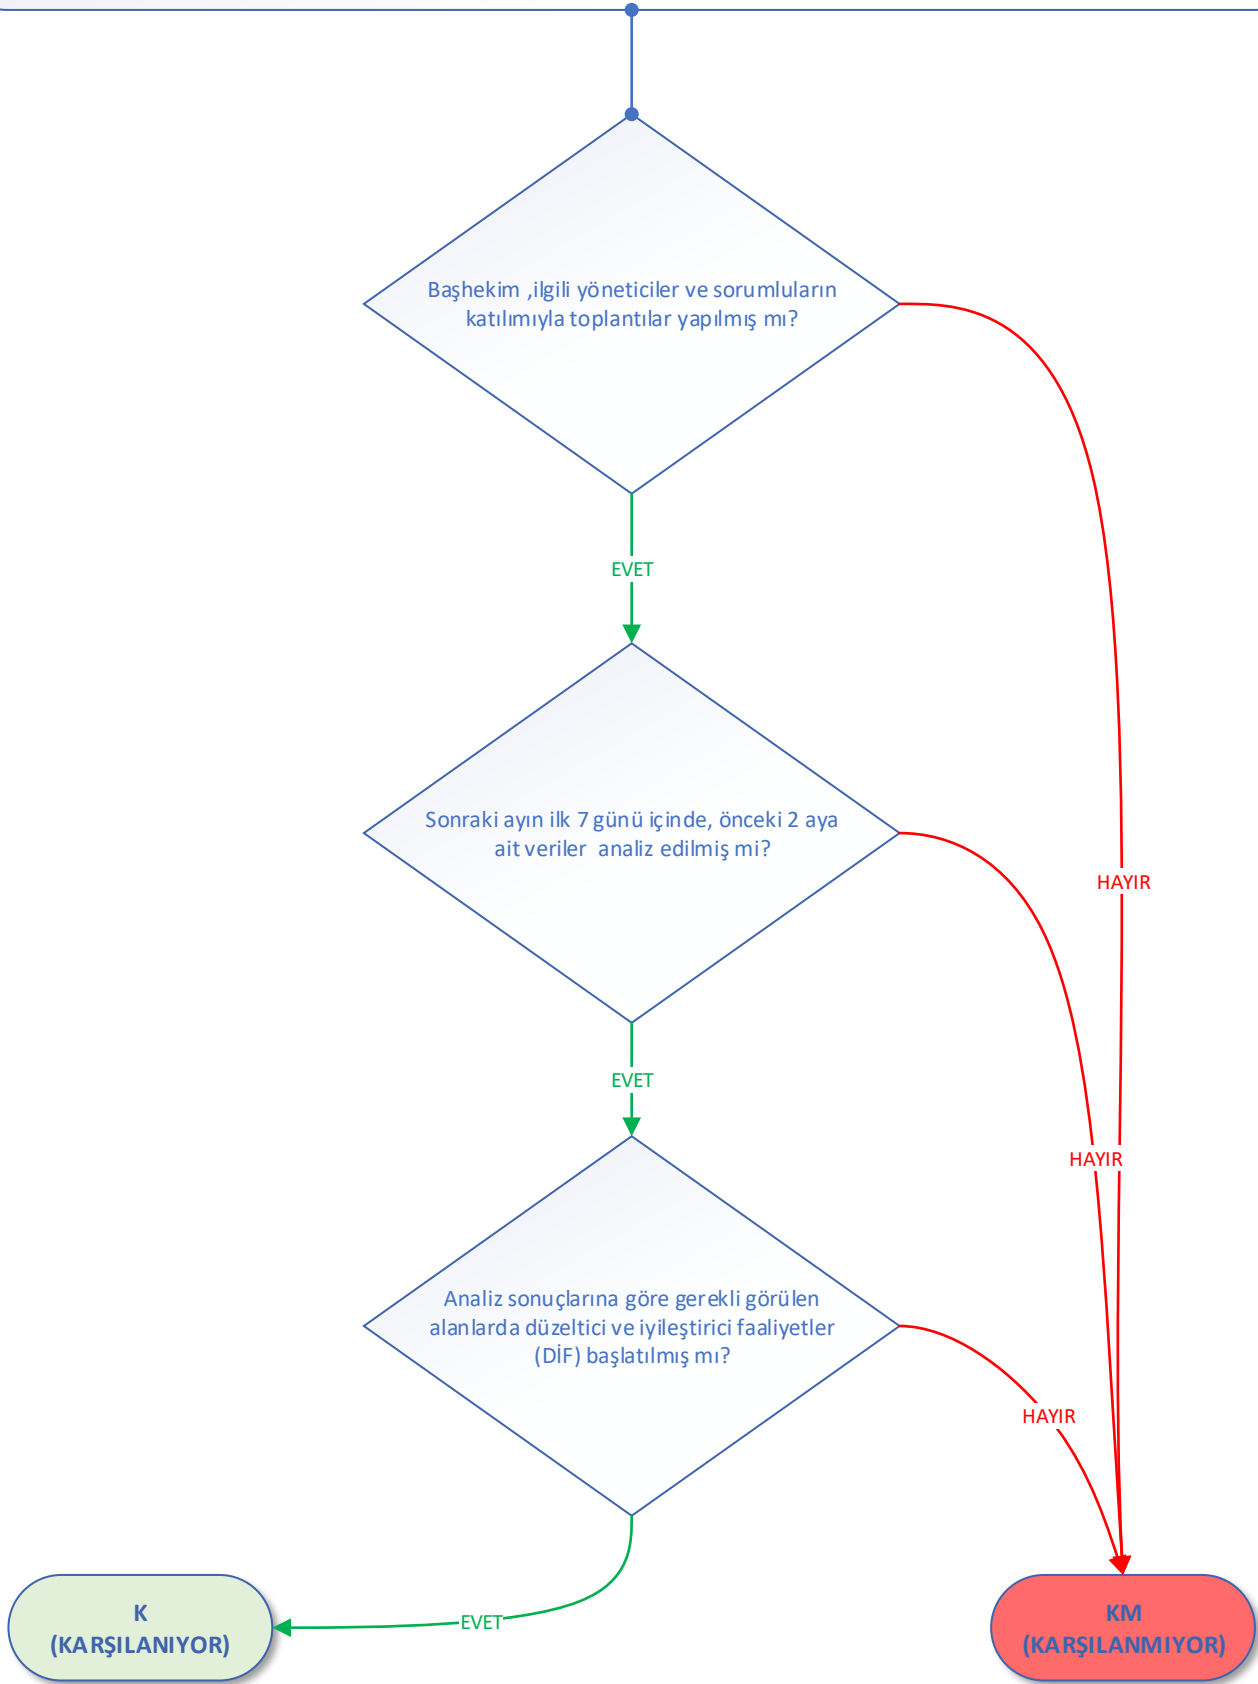 Başhekim ,ilgili yöneticiler ve sorumluların
katılımıyla toplantılar yapılmış mı?
EVET
Sonraki ayın ilk 7 günü içinde, önceki 2 aya
ait veriler analiz edilmiş mi?
HAYIR
EVET
HAYIR
Analiz sonuçlarına göre gerekli görülen
alanlarda düzeltici ve iyileştirici faaliyetler
(DİF) başlatılmış mı?
HAYIR
EVET
K
(KARŞILANIYOR)
KM
(KARŞILANMIYOR)